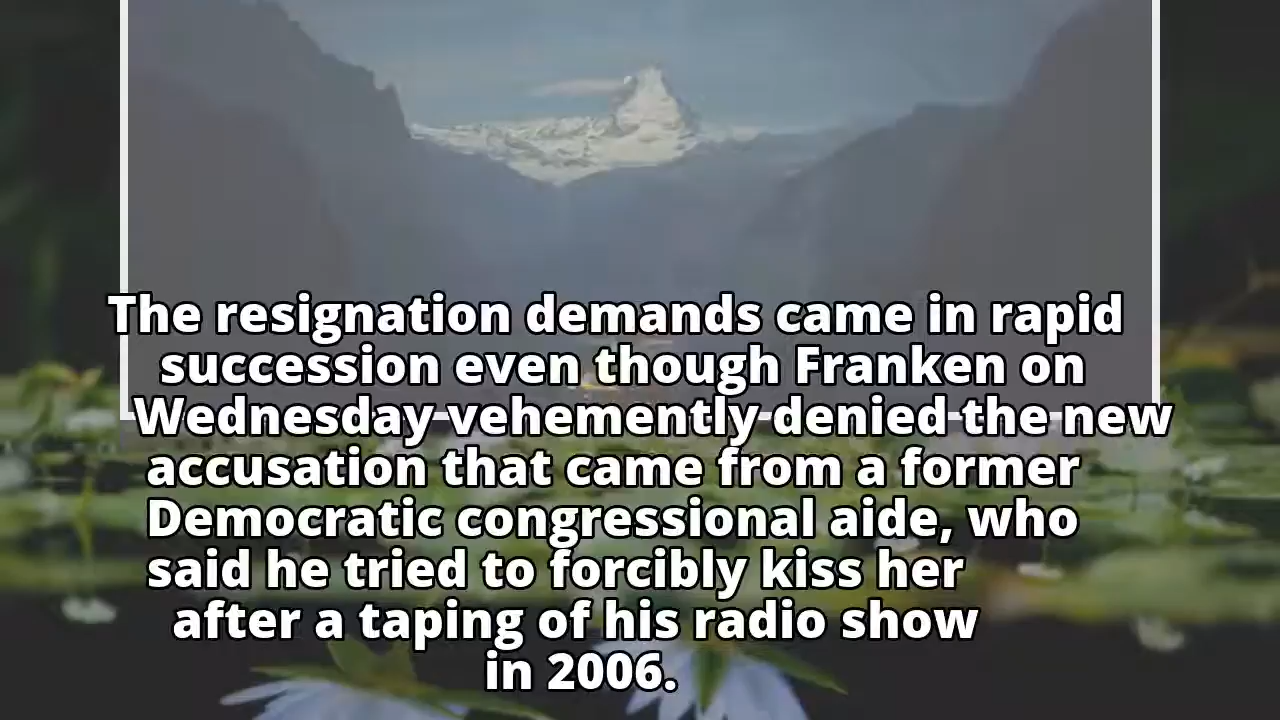 The resignation demands came in rapid
succession even though Franken on
Wednesday vehemently denied the new
accusation that came from a former
Democratic congressional aide, who
said he tried to forcibly kiss her
after a taping of his radio show
in 2006.